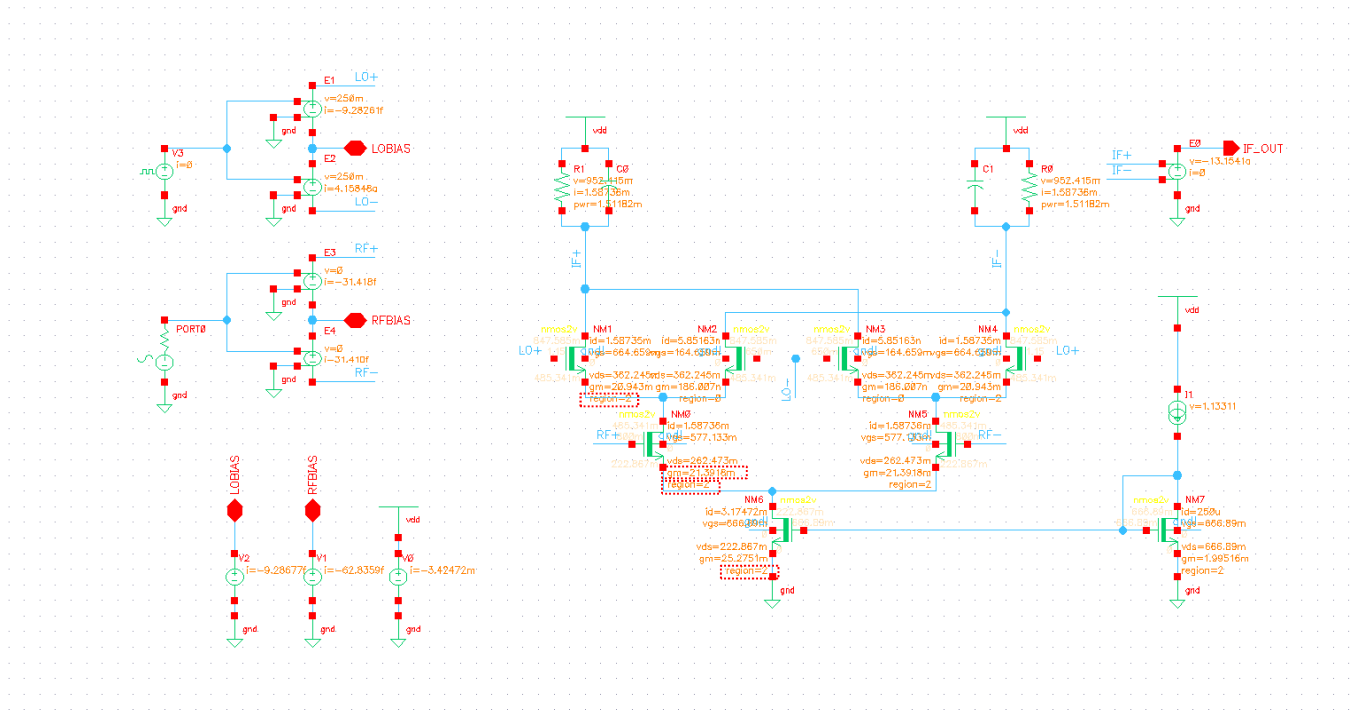 E1
LO+
v=250m
i=-9.28261f
gnd
V3
i=0
LOBIAS
E2
v=250m
gnd
LO-
gnd
E3
RF+
v=0
i=-31.418f
gnd
PORT0
RFBIAS
E4
v=0
gnd
RF-
gnd
vdd
R1
C0
v=952.415m
i=1.58736m
pwr=1.51182m
IF+
vdd
C1
R0
v=952.415m
i=1.58736m
pwr=1.51182m
IF-
E0
IF_OUT
IF+
IF-
i=0
gnd
nmos2v
NM1
id=1.58735m
LO+
vds=362.245m
gm=20.943m
region=2
NM2
nmos2v
id=5.85163n
vds=362.245m
gm=186.007n
region=0
nmos2v
NM3
id=5.85163n
LO-
vds=362.245m
gm=186.007n
region=0
NM4
nmos2v
id=1.58735m
LO+
vds=362.245m
gm=20.943m
region=2
nmos2v
NM0
id=1.58736m
RF+
vgs=577.133m
vds=262.473m
gm=21.3918m
region=2
NM5
nmos2v
id=1.58736m
vgs=577.133m
RF-
vds=262.473m
gm=21.3918m
region=2
NM6
nmos2v
id=3.17472m
vds=222.867m
gm=25.2751m
region=2
gnd
vdd
I1
v=1.13311
nmos2v
NM7
id=250u
vgs=666.89m
vds=666.89m
gm=1.99516m
region=2
gnd
LOBIAS
RFBIAS
vdd
V2
i=-9.28677f
V1
i=-62.8359f
V0
i=-3.42472m
gnd
gnd
gnd